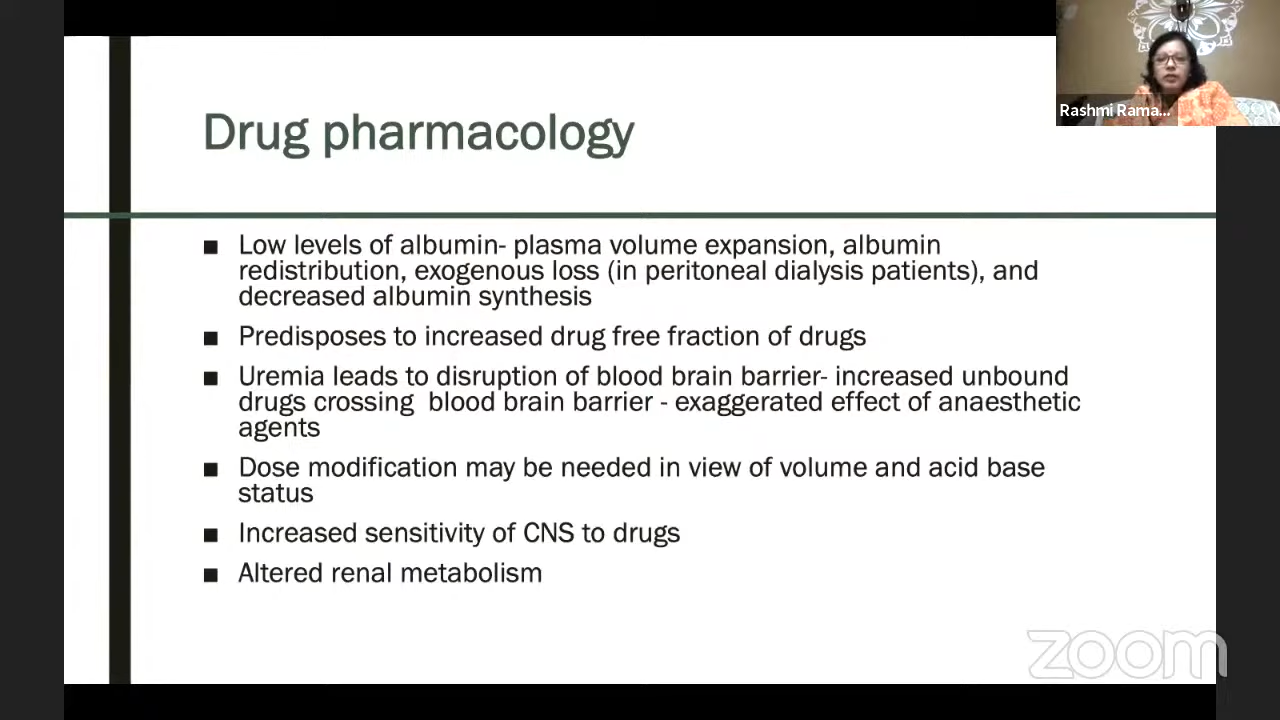 Rashmi Rama...
Drug pharmacology
■ Low levels of albumin- plasma volume expansion, albumin
redistribution, exogenous loss (in peritoneal dialysis patients), and
decreased albumin synthesis
■ Predisposes to increased drug free fraction of drugs
■ Uremia leads to disruption of blood brain barrier- increased unbound
drugs crossing  blood brain barrier - exaggerated effect of anaesthetic
agents
■ Dose modification may be needed in view of volume and acid base
status
■ Increased sensitivity of CNS to drugs
■ Altered renal metabolism
zoom